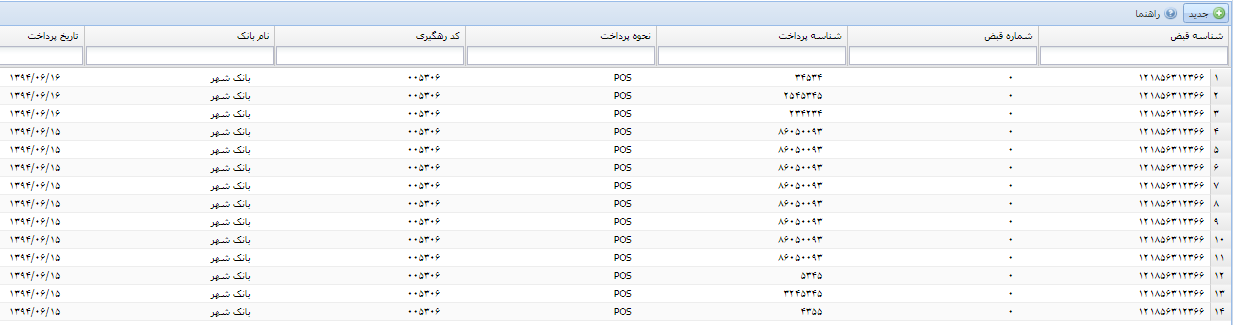 جدید راهنما
شناسه قبض شماره قبض شناسه پرداخت نحوه پرداخت کد رهگیری نام بانک تاریخ پرداخت
۱ ۱۲۱۸۵۶۳۱۲۳۶۶ ۰ ۳۴۵۳۴ POS ۰۰۵۳۰۶ بانک شهر ۱۳۹۴/۰۶/۱۶
۲ ۱۲۱۸۵۶۳۱۲۳۶۶ ۰ ۲۵۴۵۳۴۵ POS ۰۰۵۳۰۶ بانک شهر ۱۳۹۴/۰۶/۱۶
۳ ۱۲۱۸۵۶۳۱۲۳۶۶ ۰ ۲۳۴۲۳۴ POS ۰۰۵۳۰۶ بانک شهر ۱۳۹۴/۰۶/۱۶
۴ ۱۲۱۸۵۶۳۱۲۳۶۶ ۰ ۸۶۰۵۰۰۹۳ POS ۰۰۵۳۰۶ بانک شهر ۱۳۹۴/۰۶/۱۵
۵ ۱۲۱۸۵۶۳۱۲۳۶۶ ۰ ۸۶۰۵۰۰۹۳ POS ۰۰۵۳۰۶ بانک شهر ۱۳۹۴/۰۶/۱۵
۶ ۱۲۱۸۵۶۳۱۲۳۶۶ ۰ ۸۶۰۵۰۰۹۳ POS ۰۰۵۳۰۶ بانک شهر ۱۳۹۴/۰۶/۱۵
۷ ۱۲۱۸۵۶۳۱۲۳۶۶ ۰ ۸۶۰۵۰۰۹۳ POS ۰۰۵۳۰۶ بانک شهر ۱۳۹۴/۰۶/۱۵
۸ ۱۲۱۸۵۶۳۱۲۳۶۶ ۰ ۸۶۰۵۰۰۹۳ POS ۰۰۵۳۰۶ بانک شهر ۱۳۹۴/۰۶/۱۵
۹ ۱۲۱۸۵۶۳۱۲۳۶۶ ۰ ۸۶۰۵۰۰۹۳ POS ۰۰۵۳۰۶ بانک شهر ۱۳۹۴/۰۶/۱۵
۱۰ ۱۲۱۸۵۶۳۱۲۳۶۶ ۰ ۸۶۰۵۰۰۹۳ POS ۰۰۵۳۰۶ بانک شهر ۱۳۹۴/۰۶/۱۵
۱۱ ۱۲۱۸۵۶۳۱۲۳۶۶ ۰ ۸۶۰۵۰۰۹۳ POS ۰۰۵۳۰۶ بانک شهر ۱۳۹۴/۰۶/۱۵
۱۲ ۱۲۱۸۵۶۳۱۲۳۶۶ ۰ ۵۳۴۵ POS ۰۰۵۳۰۶ بانک شهر ۱۳۹۴/۰۶/۱۵
۱۳ ۱۲۱۸۵۶۳۱۲۳۶۶ ۰ ۳۲۴۵۳۴۵ POS ۰۰۵۳۰۶ بانک شهر ۱۳۹۴/۰۶/۱۵
۱۴ ۱۲۱۸۵۶۳۱۲۳۶۶ ۰ ۴۳۵۵ POS ۰۰۵۳۰۶ بانک شهر ۱۳۹۴/۰۶/۱۵